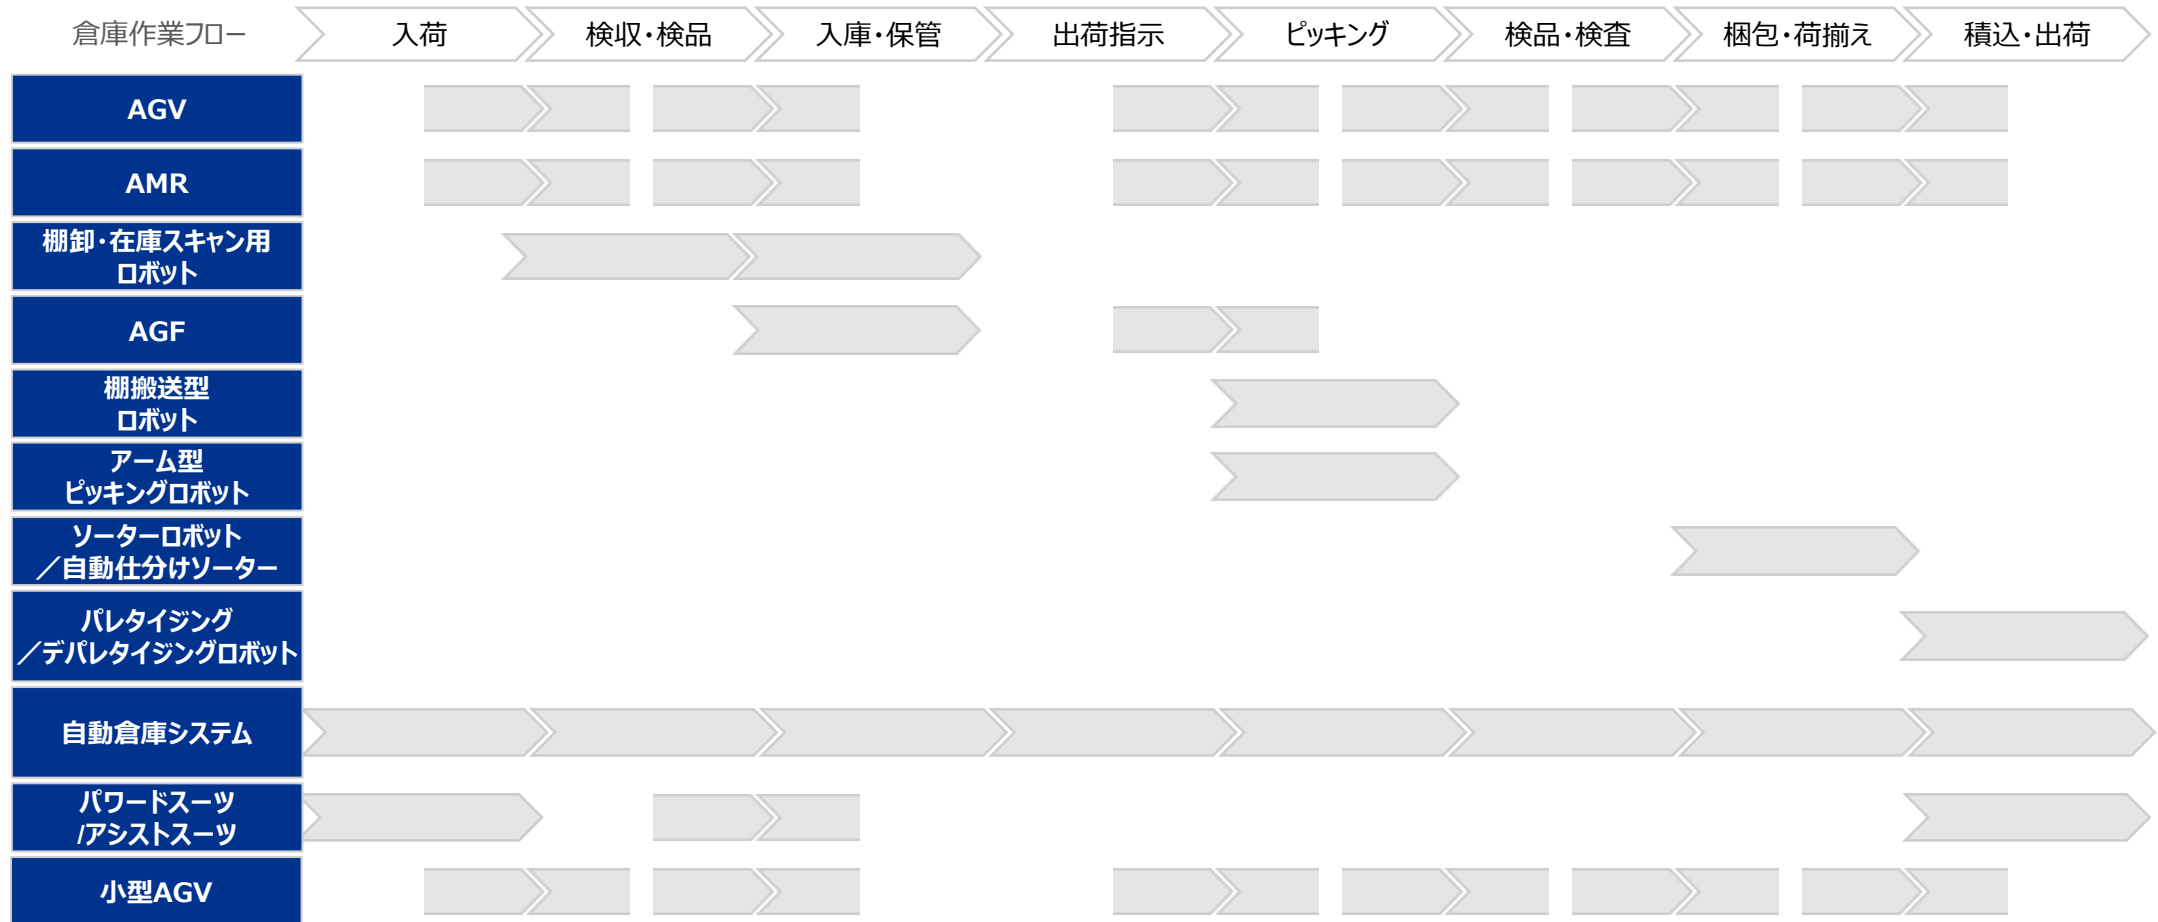 倉庫作業フロー
入荷
検収・検品
入庫・保管
出荷指示
ピッキング
検品・検査
梱包・荷揃え
積込・出荷
AGV
AMR
棚卸・在庫スキャン用
ロボット
AGF
棚搬送型
ロボット
アーム型
ピッキングロボット
ソーターロボット
／自動仕分けソーター
パレタイジング
／デパレタイジングロボット
自動倉庫システム
パワードスーツ
/アシストスーツ
小型AGV